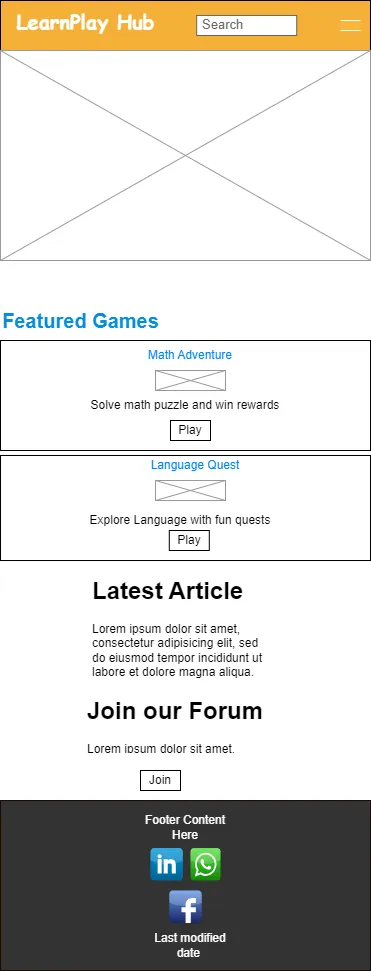 LearnPlay Hub
Search
Featured Games
Math Adventure
Solve math puzzle and win rewards
Play
Language Quest
Explore Language with fun quests
Play
Latest Article
Lorem ipsum dolor sit amet,
consectetur adipisicing elit, sed
do eiusmod tempor incididunt ut
labore et dolore magna aliqua.
Join our Forum
Lorem ipsum dolor sit amet.
Join
Footer Content
Here
in
f
Last modified
date